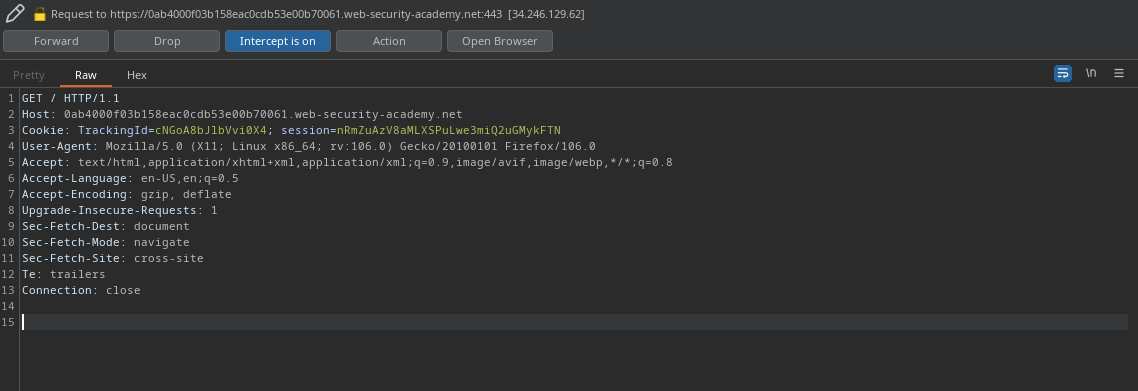 Request to https://0ab4000f03b158eac0cdb53e00b70061.web-security-academy.net:443 [34.246.129.62]
Forward Drop Intercept is on Action Open Browser
Pretty Raw Hex \n
1 GET / HTTP/1.1
2 Host: 0ab4000f03b158eac0cdb53e00b70061.web-security-academy.net
3 Cookie: TrackingId=cNGoA8bJlbVvi0X4; session=nRmZuAzV8aMLXSPuLwe3miQ2uGMykFTN
4 User-Agent: Mozilla/5.0 (X11; Linux x86_64; rv:106.0) Gecko/20100101 Firefox/106.0
5 Accept: text/html,application/xhtml+xml,application/xml;q=0.9,image/avif,image/webp,*/*;q=0.8
6 Accept-Language: en-US,en;q=0.5
7 Accept-Encoding: gzip, deflate
8 Upgrade-Insecure-Requests: 1
9 Sec-Fetch-Dest: document
10 Sec-Fetch-Mode: navigate
11 Sec-Fetch-Site: cross-site
12 Te: trailers
13 Connection: close
14
15